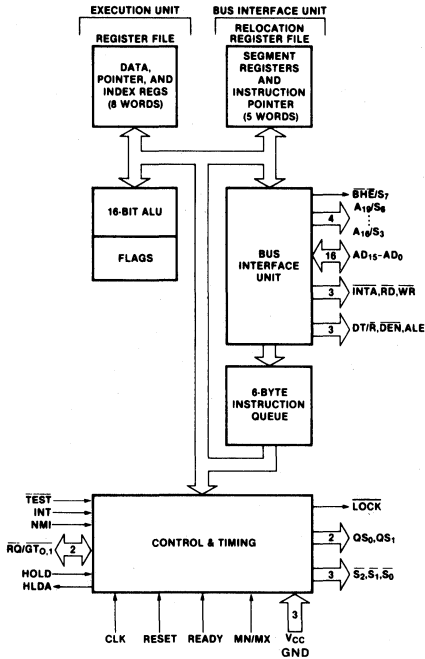 EXECUTION UNIT
BUS INTERFACE UNIT
REGISTER FILE
RELOCATION
REGISTER FILE
DATA,
POINTER, AND
INDEX REGS
(8 WORDS)
SEGMENT
REGISTERS
AND
INSTRUCTION
POINTER
(5 WORDS)
16-BIT ALU
FLAGS
BUS
INTERFACE
UNIT
BHE/S7
A19/S6
4
A16/S3
16 AD15-AD0
3 INTA,RD,WR
3 DT/R,DEN,ALE
6-BYTE
INSTRUCTION
QUEUE
TEST
INT
NMI
RQ/GT0,1 2
HOLD
HLDA
CONTROL & TIMING
LOCK
2 QS0,QS1
3 S2,S1,S0
CLK
RESET
READY
MN/MX
3
VCC
GND